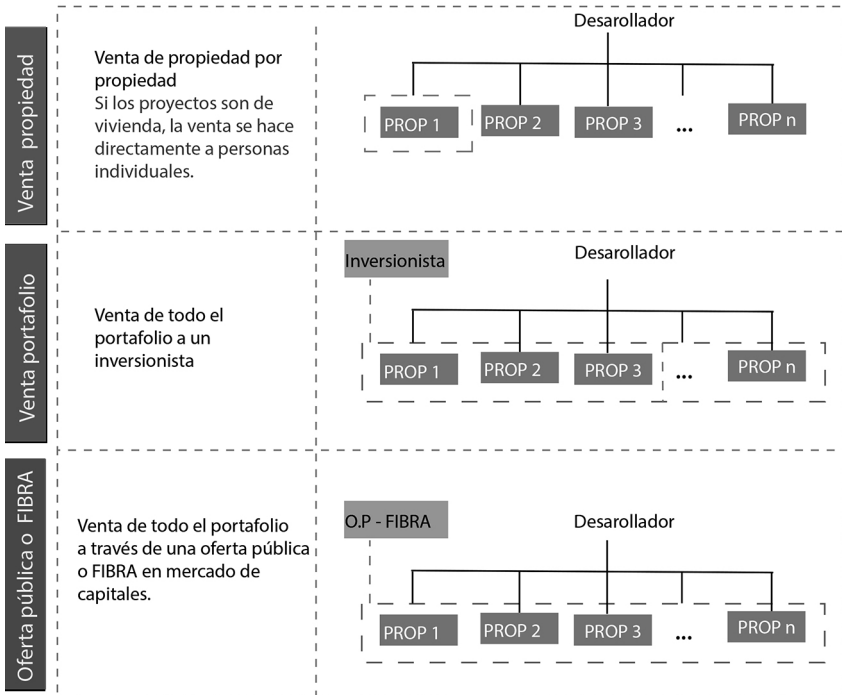 Venta propiedad
Venta de propiedad por
propiedad
Si los proyectos son de
vivienda, la venta se hace
directamente a personas
individuales.
Desarollador
PROP 1
PROP 2
PROP 3
...
PROP n
Venta portafolio
Venta de todo el
portafolio a un
inversionista
Inversionista
Desarollador
PROP 1
PROP 2
PROP 3
...
PROP n
Oferta pública o FIBRA
Venta de todo el portafolio
a través de una oferta pública
o FIBRA en mercado de
capitales.
O.P - FIBRA
Desarollador
PROP 1
PROP 2
PROP 3
...
PROP n